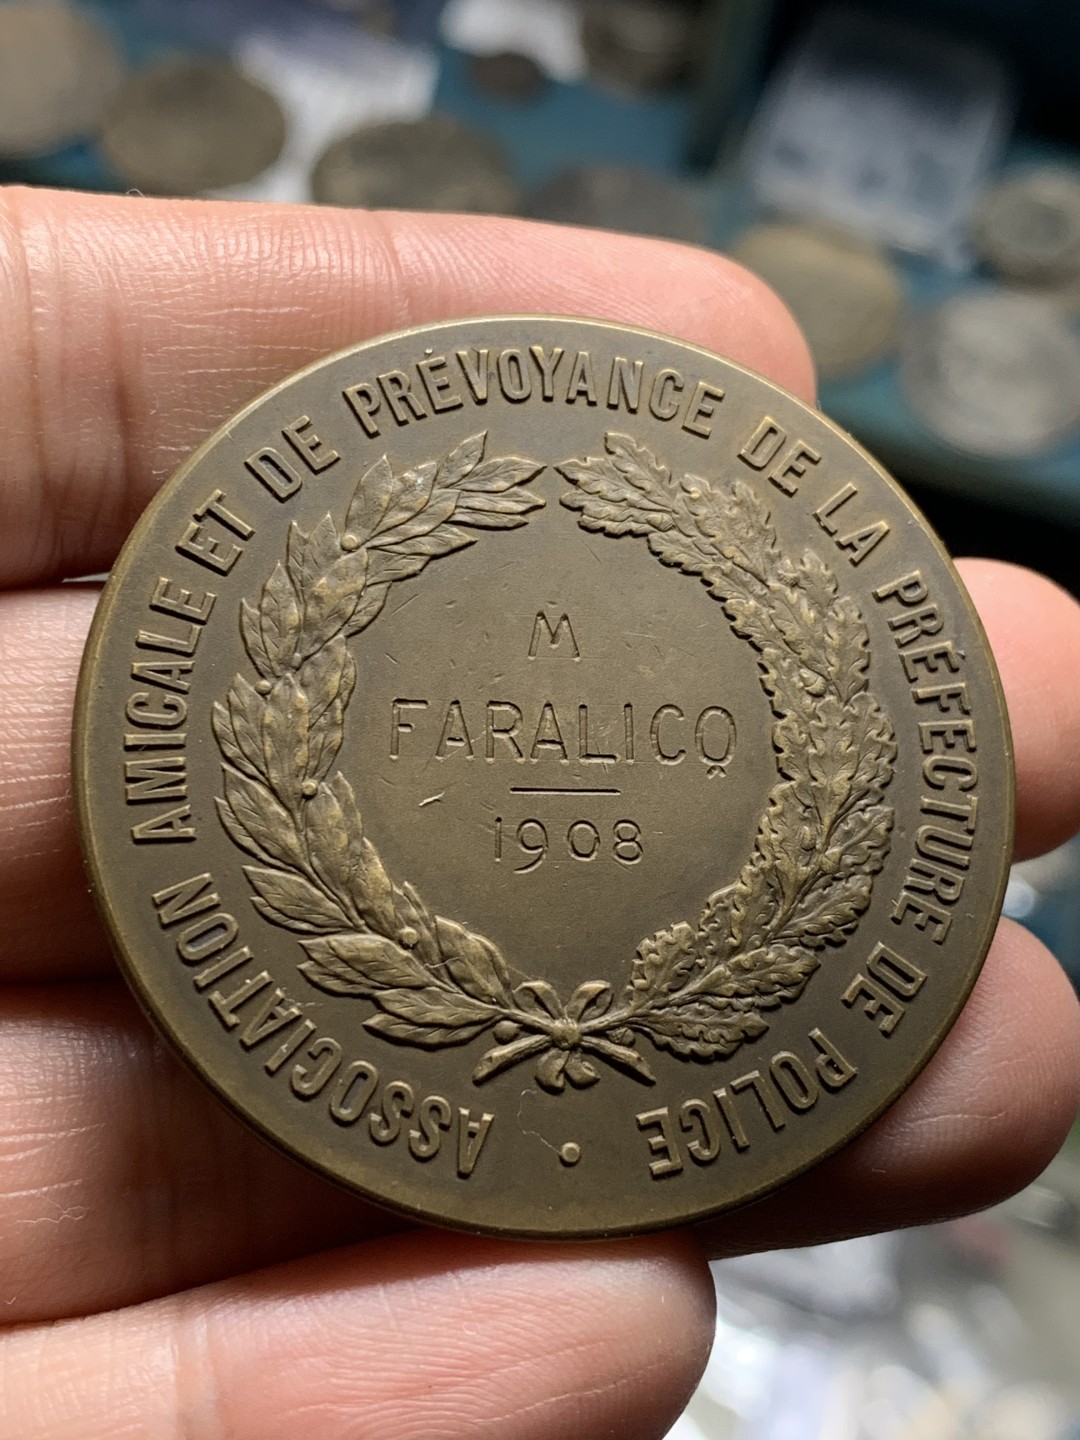 ASSOCIATION AMICALE ET DE PRÉVOYANCE DE LA PRÉFECTURE DE POLICE
M
FARALICQ
1908